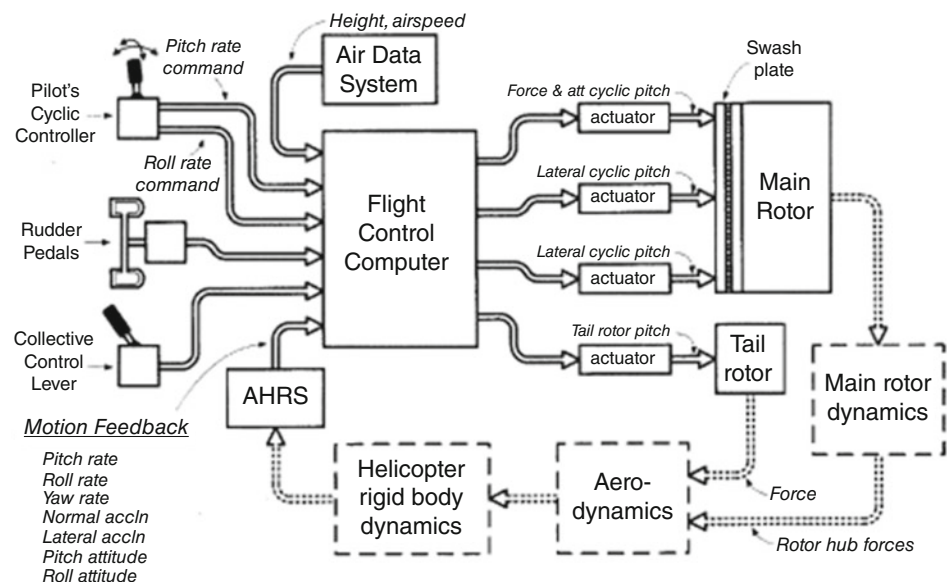 Height, airspeed
Pitch rate
command
Air Data
System
Swash
plate
Pilot's
Cyclic
Controller
Force & att cyclic pitch
actuator
Roll rate
command
Lateral cyclic pitch
actuator
Flight
Control
Computer
Main
Rotor
Rudder
Pedals
Lateral cyclic pitch
actuator
Collective
Control
Lever
Tail rotor pitch
actuator
Tail
rotor
AHRS
Main rotor
dynamics
Motion Feedback
Pitch rate
Roll rate
Yaw rate
Normal accln
Lateral accln
Pitch attitude
Roll attitude
Helicopter
rigid body
dynamics
Aero-
dynamics
Force
Rotor hub forces